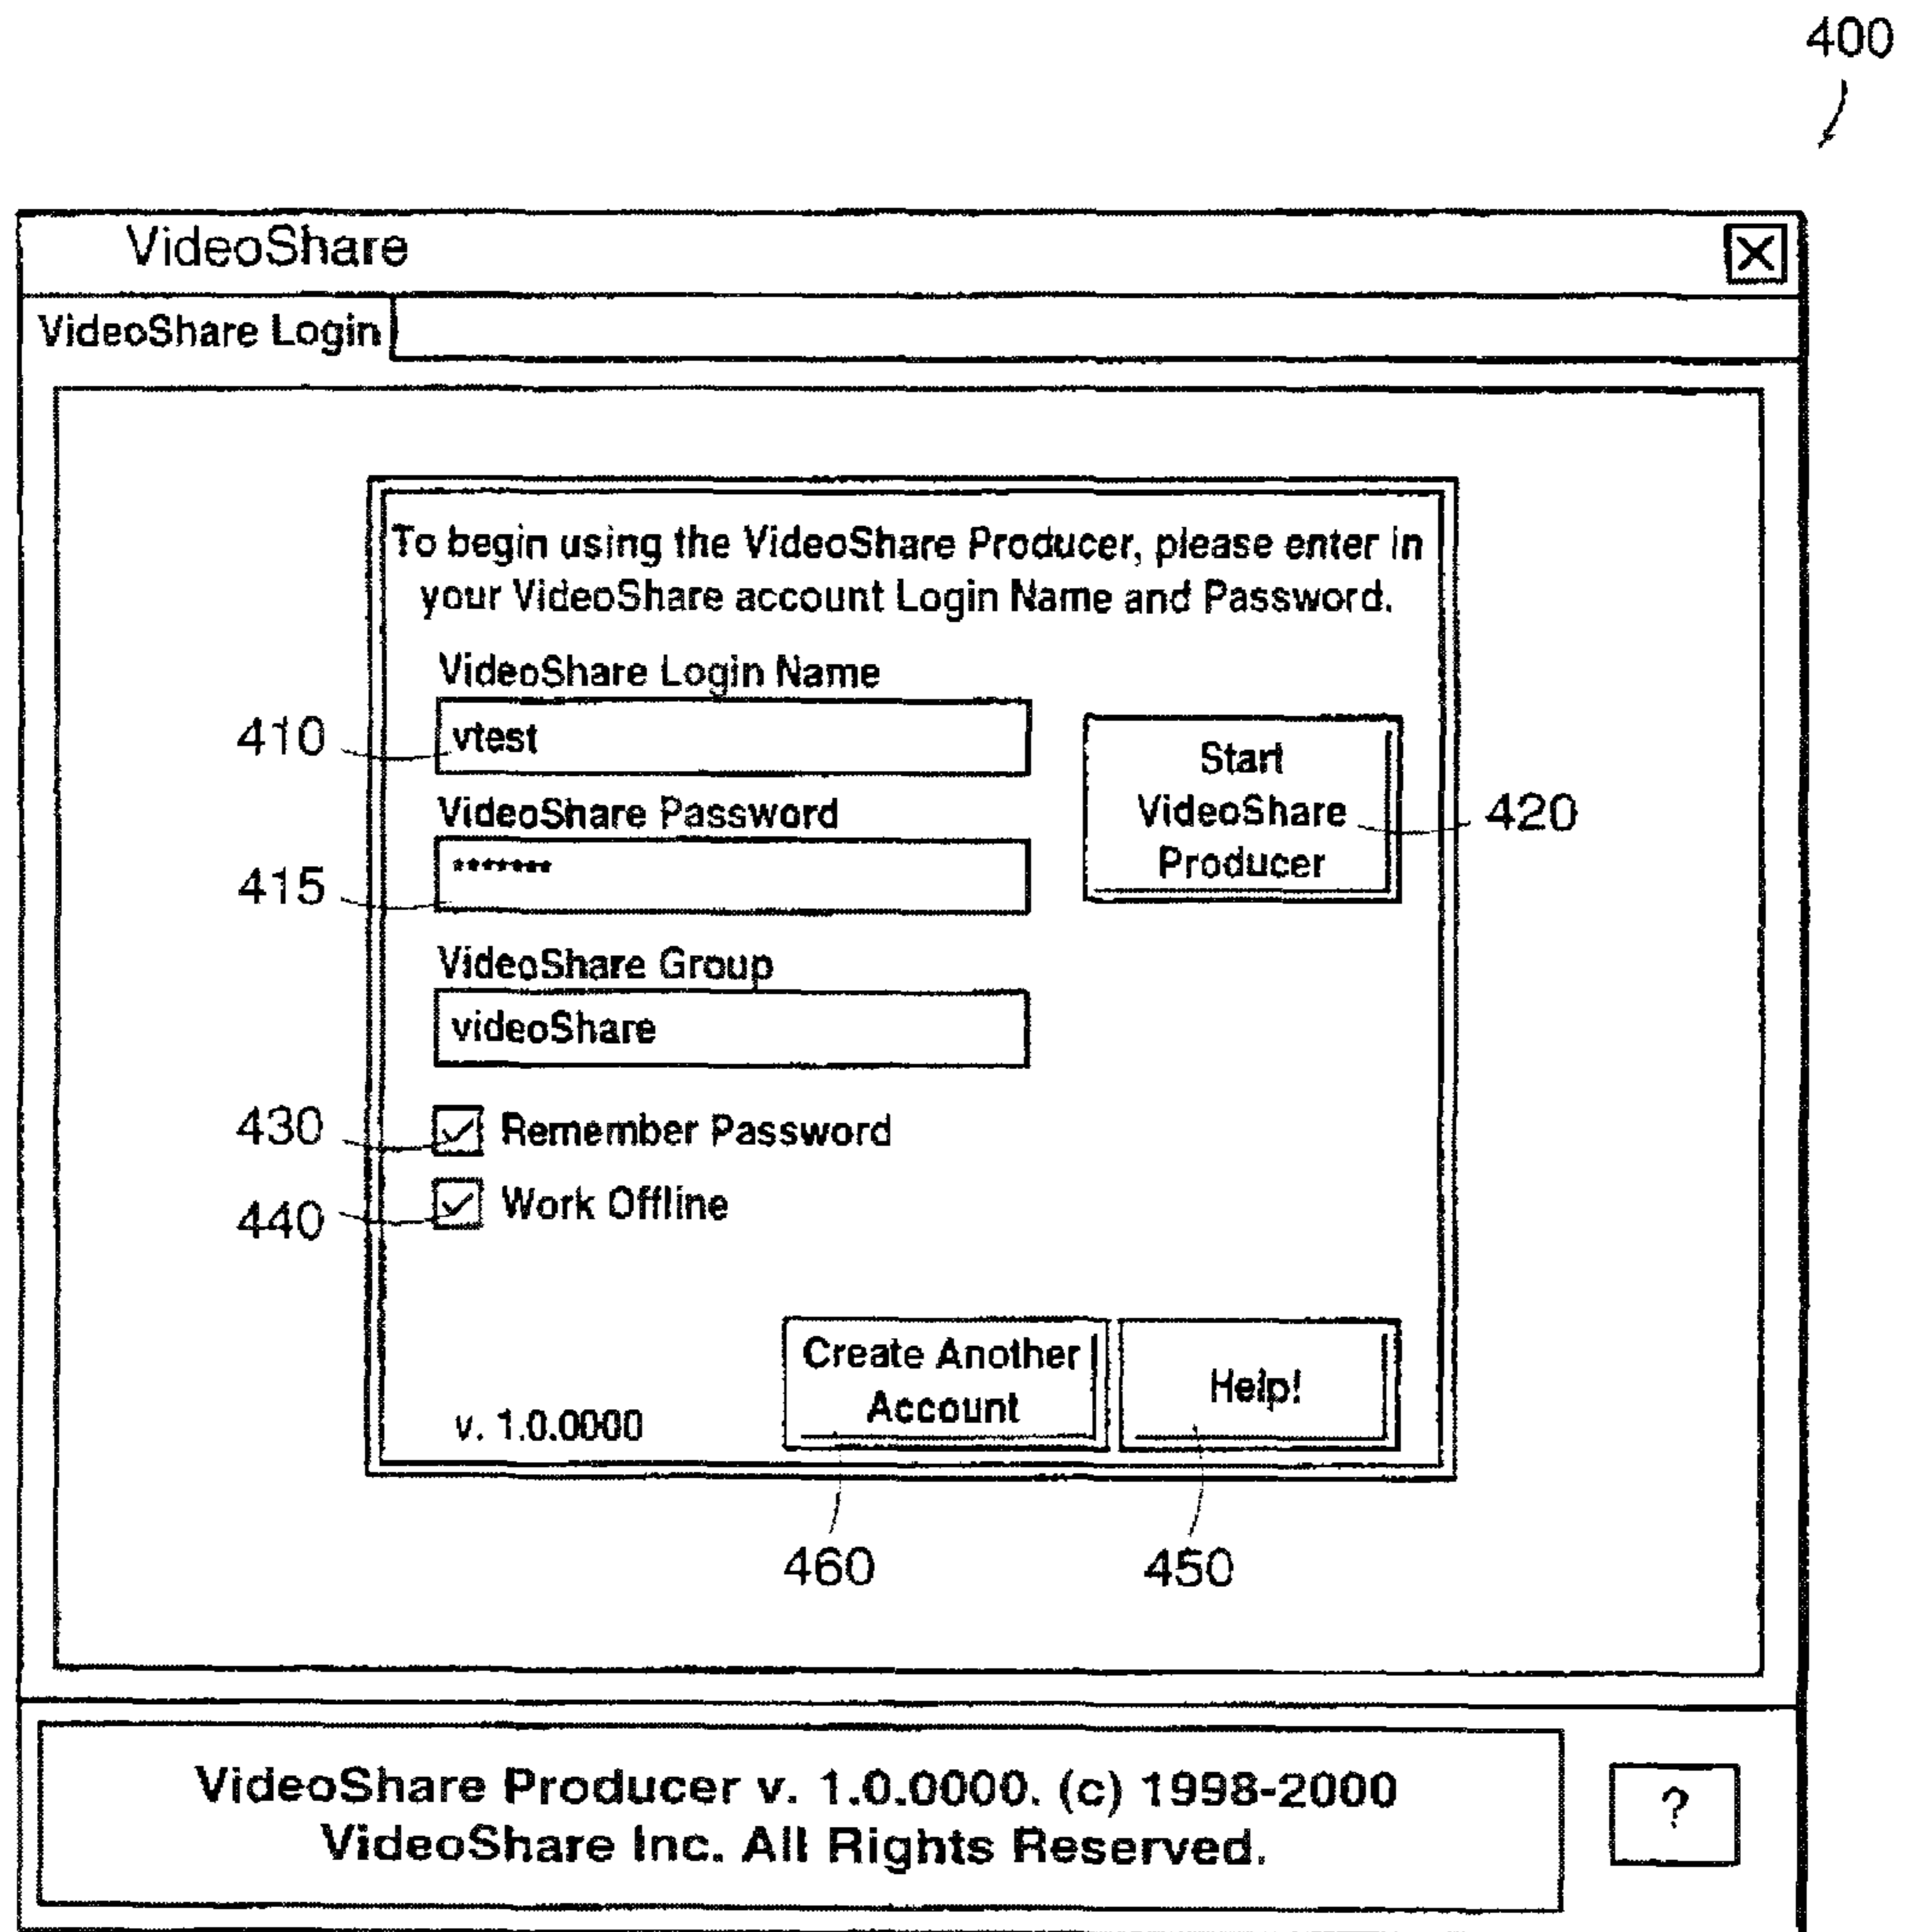 400
VideoShare
VideoShare Login
To begin using the VideoShare Producer, please enter in
your VideoShare account Login Name and Password.
VideoShare Login Name
410
vtest
Start
VideoShare
Producer
420
VideoShare Password
415
*******
VideoShare Group
videoShare
430
Remember Password
440
Work Offline
Create Another
Account
Help!
v. 1.0.0000
460
450
VideoShare Producer v. 1.0.0000. (c) 1998-2000
VideoShare Inc. All Rights Reserved.
?